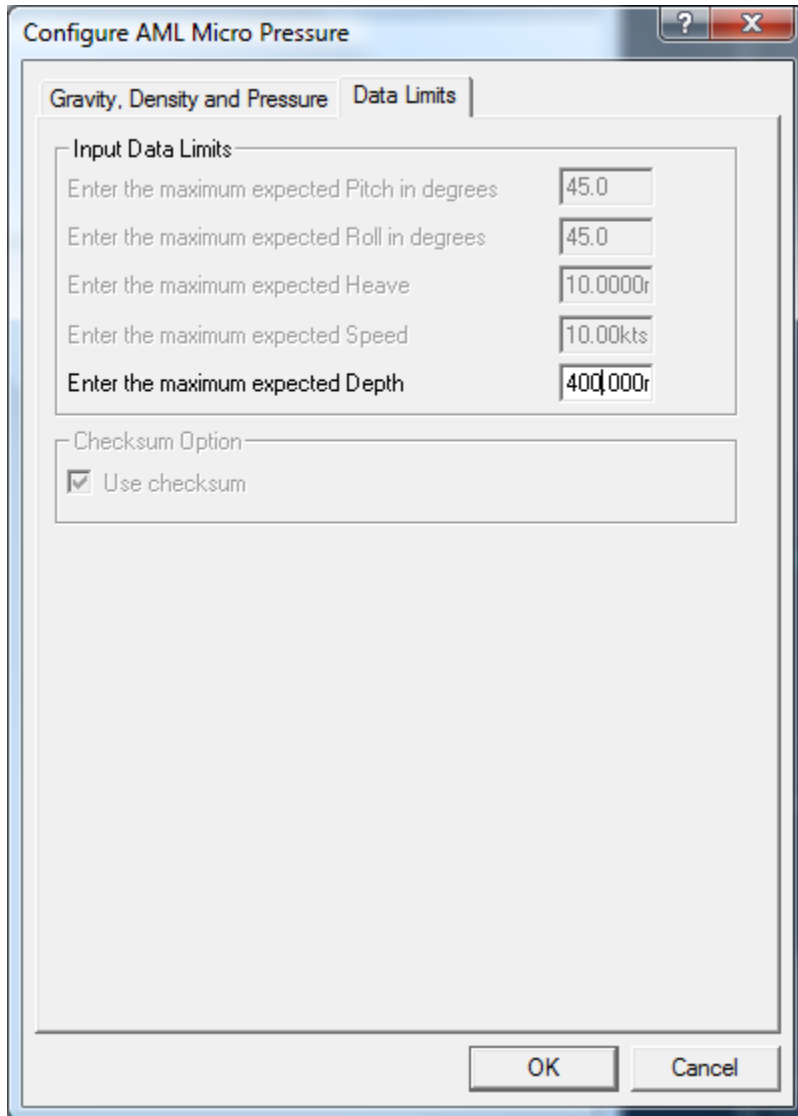 Configure AML Micro Pressure
Gravity, Density and Pressure Data Limits
Input Data Limits
Enter the maximum expected Pitch in degrees 45.0
Enter the maximum expected Roll in degrees 45.0
Enter the maximum expected Heave 10.0000r
Enter the maximum expected Speed 10.00kts
Enter the maximum expected Depth 400.000r
Checksum Option
Use checksum
OK Cancel